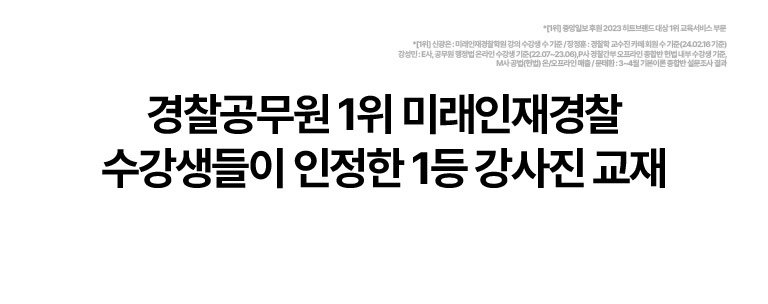 *[1위] 중앙일보 후원 2023 히트브랜드 대상 1위 교육서비스 부문
*[1위] 신광은 : 미래인재경찰학원 강의 수강생 수 기준 / 장정훈 : 경찰학 교수진 카페 회원 수 기준(24.02.16 기준)
강성민 : E사, 공무원 행정법 온라인 수강생 기준(22.07~23.06),P사 경찰간부 오프라인 종합반 헌법 내부 수강생 기준,
M사 공법(헌법) 온/오프라인 매출 / 문태환 : 3~4월 기본이론 종합반 설문조사 결과
경찰공무원 1위 미래인재경찰
수강생들이 인정한 1등 강사진 교재